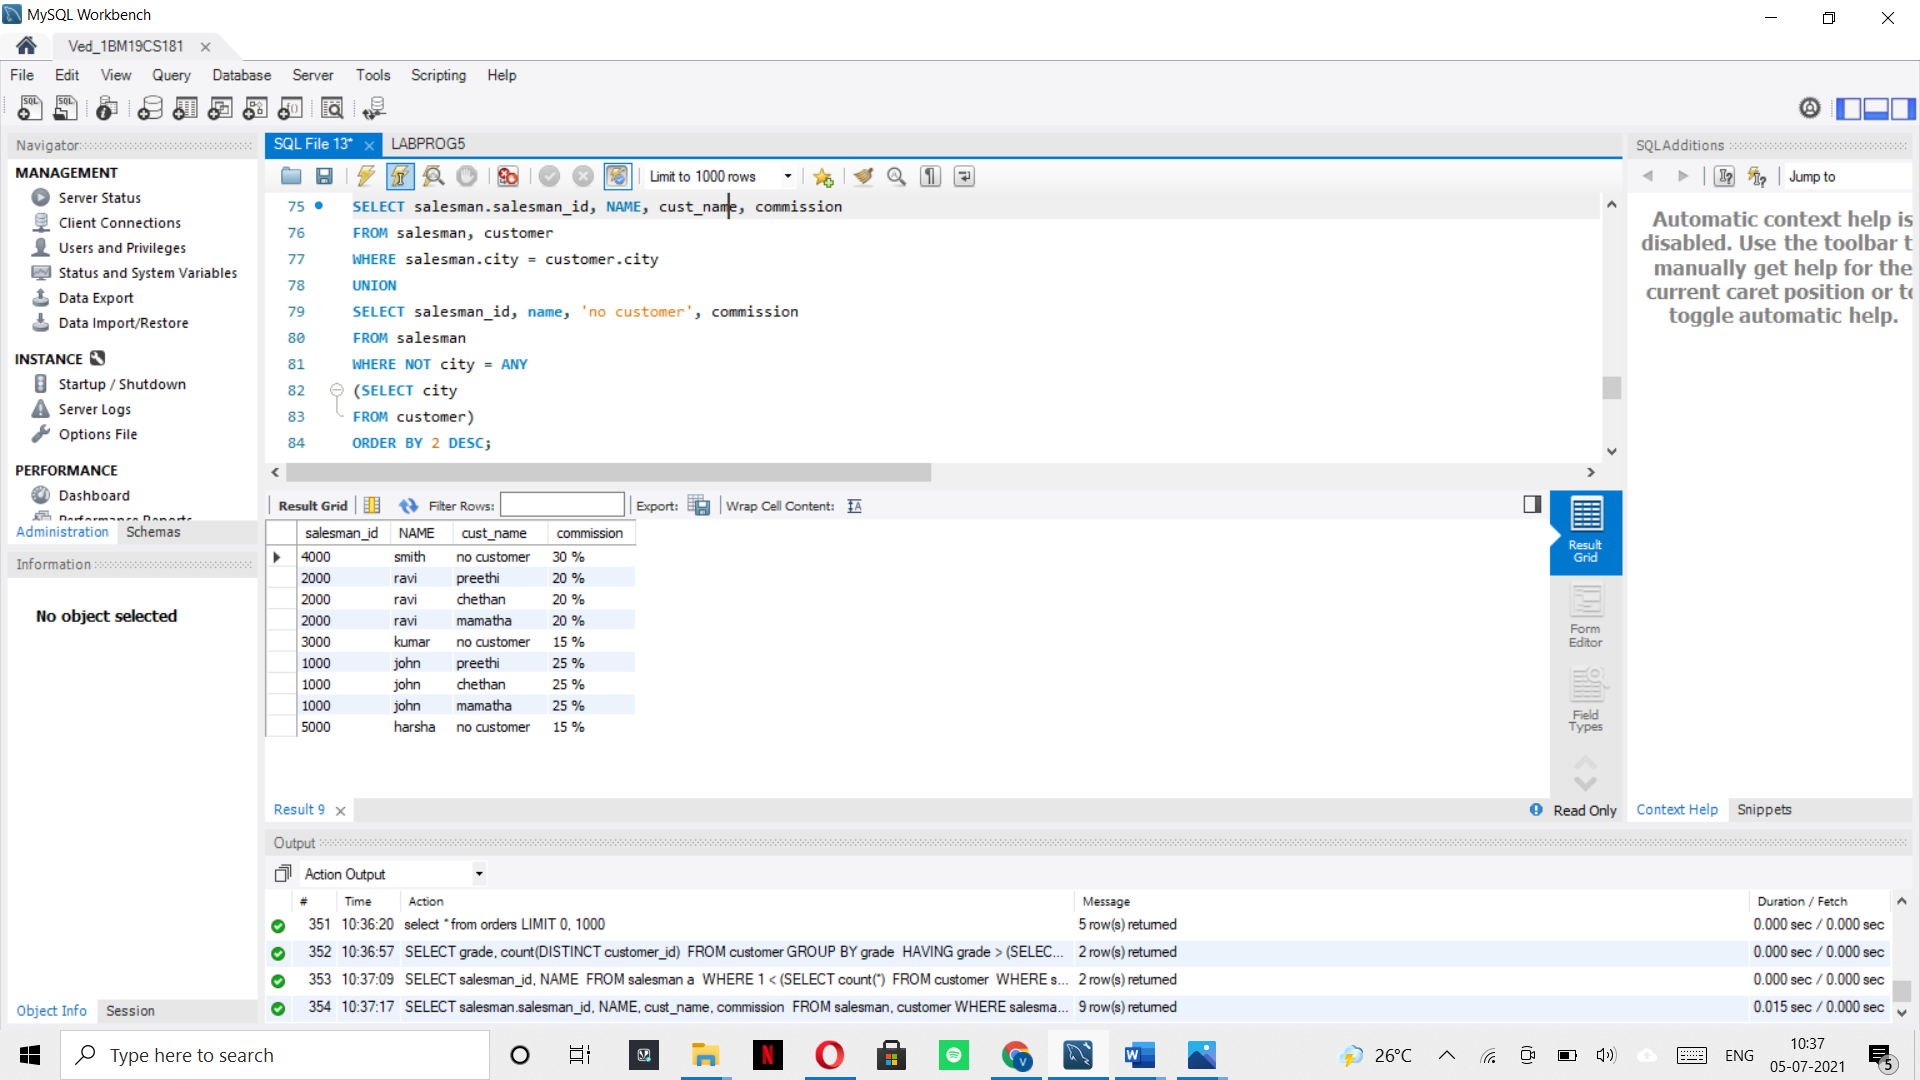 MySQL Workbench
Ved_1BM19CS181
File Edit View Query Database Server Tools Scripting Help
Navigator
MANAGEMENT
Server Status
Client Connections
Users and Privileges
Status and System Variables
Data Export
Data Import/Restore
INSTANCE
Startup / Shutdown
Server Logs
Options File
PERFORMANCE
Dashboard
Performance Reports
Administration Schemas
Information
No object selected
Object Info Session
SQL File 13* LABPROG5
Limit to 1000 rows
75 SELECT salesman.salesman_id, NAME, cust_name, commission
76 FROM salesman, customer
77 WHERE salesman.city = customer.city
78 UNION
79 SELECT salesman_id, name, 'no customer', commission
80 FROM salesman
81 WHERE NOT city = ANY
82 (SELECT city
83 FROM customer)
84 ORDER BY 2 DESC;
Result Grid Filter Rows: Export: Wrap Cell Content:
salesman_id NAME cust_name commission
4000 smith no customer 30 %
2000 ravi preethi 20 %
2000 ravi chethan 20 %
2000 ravi mamatha 20 %
3000 kumar no customer 15 %
1000 john preethi 25 %
1000 john chethan 25 %
1000 john mamatha 25 %
5000 harsha no customer 15 %
Result
Grid
Form
Editor
Field
Types
Result 9
Read Only
Output
Action Output
# Time Action Message Duration / Fetch
351 10:36:20 select * from orders LIMIT 0, 1000 5 row(s) returned 0.000 sec / 0.000 sec
352 10:36:57 SELECT grade, count(DISTINCT customer_id) FROM customer GROUP BY grade HAVING grade > (SELEC... 2 row(s) returned 0.000 sec / 0.000 sec
353 10:37:09 SELECT salesman_id, NAME FROM salesman a WHERE 1 < (SELECT count(*) FROM customer WHERE s... 2 row(s) returned 0.000 sec / 0.000 sec
354 10:37:17 SELECT salesman.salesman_id, NAME, cust_name, commission FROM salesman, customer WHERE salesma... 9 row(s) returned 0.015 sec / 0.000 sec
SQLAdditions
Jump to
Automatic context help is
disabled. Use the toolbar t
manually get help for the
current caret position or to
toggle automatic help.
Context Help Snippets
Type here to search
26°C
ENG
10:37
05-07-2021
5